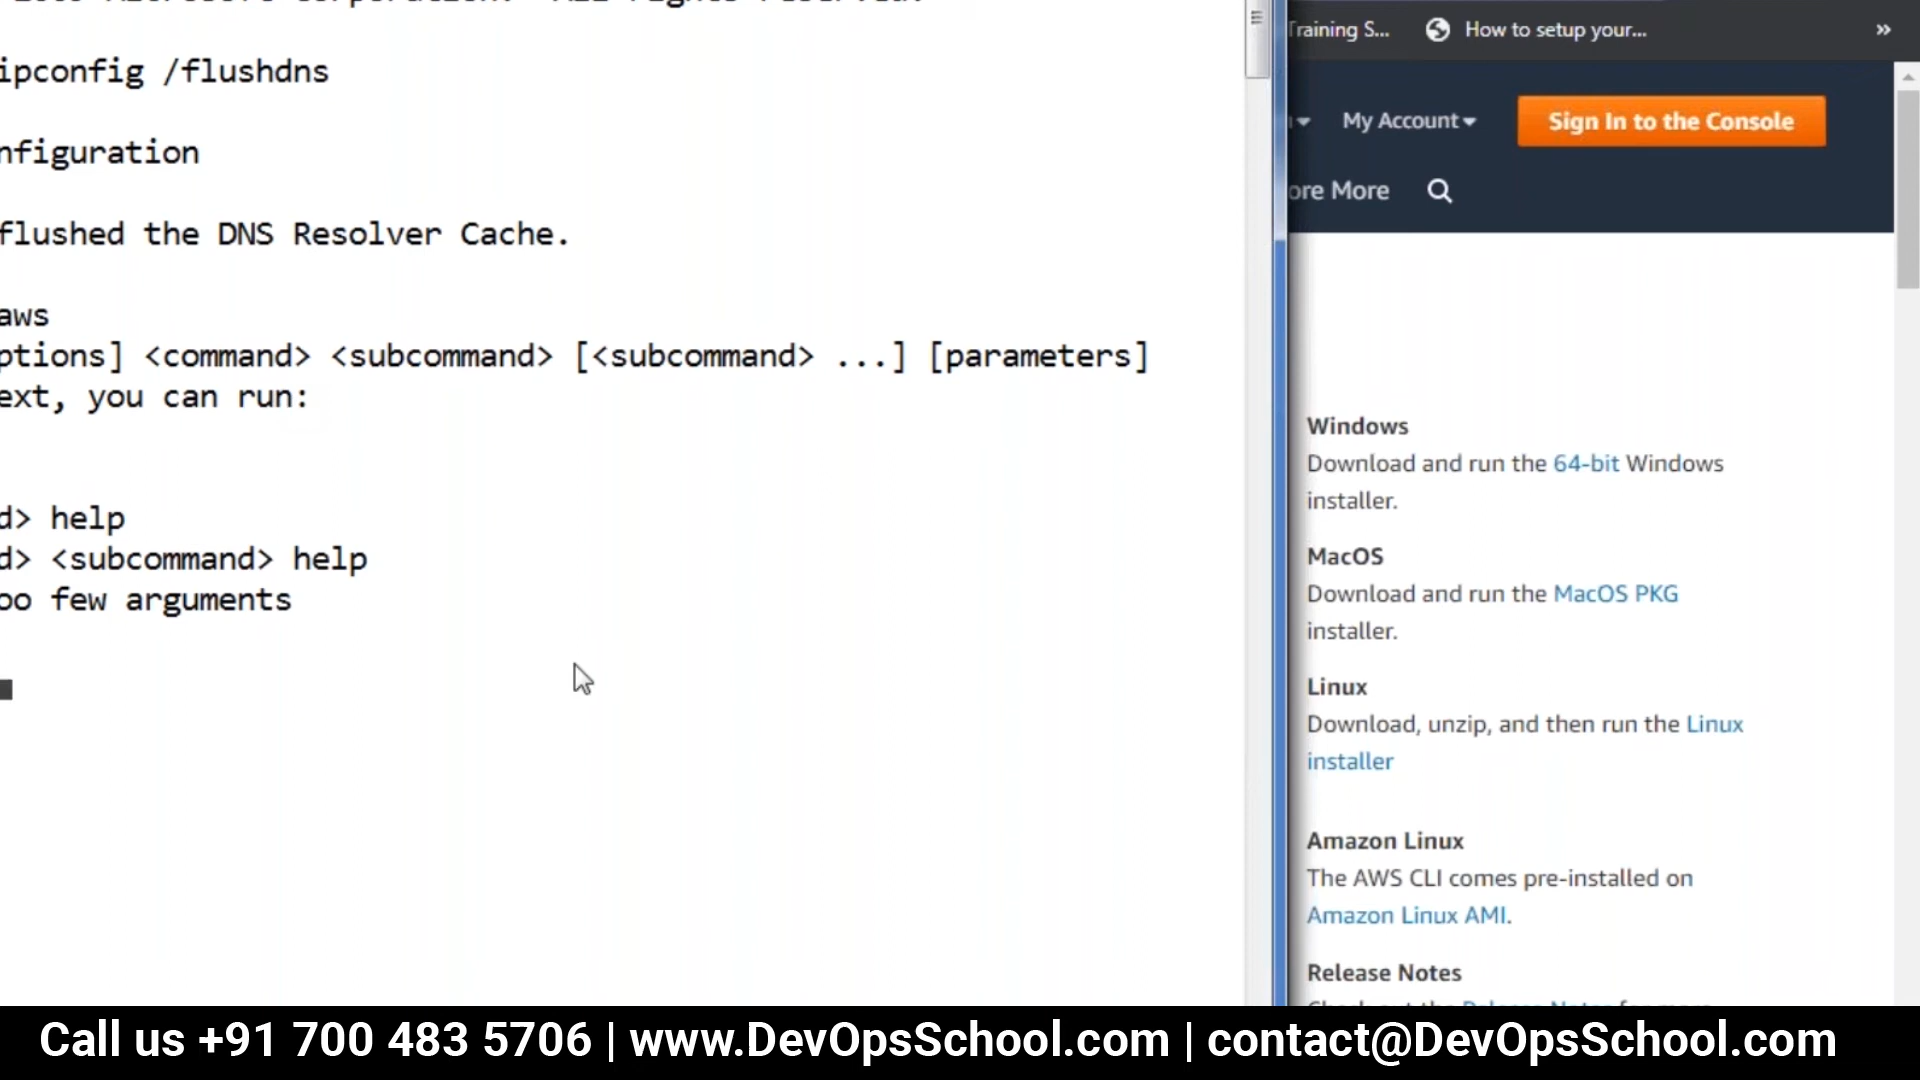 ipconfig /flushdns
nfiguration
flushed the DNS Resolver Cache.
aws
ptions] <command> <subcommand> [<subcommand> ...] [parameters]
ext, you can run:
d> help
d> <subcommand> help
oo few arguments
Training S...
How to setup your...
»
My Account
Sign In to the Console
ore More
Windows
Download and run the 64-bit Windows
installer.
MacOS
Download and run the MacOS PKG
installer.
Linux
Download, unzip, and then run the Linux
installer
Amazon Linux
The AWS CLI comes pre-installed on
Amazon Linux AMI.
Release Notes
Call us +91 700 483 5706 | www.DevOpsSchool.com | contact@DevOpsSchool.com